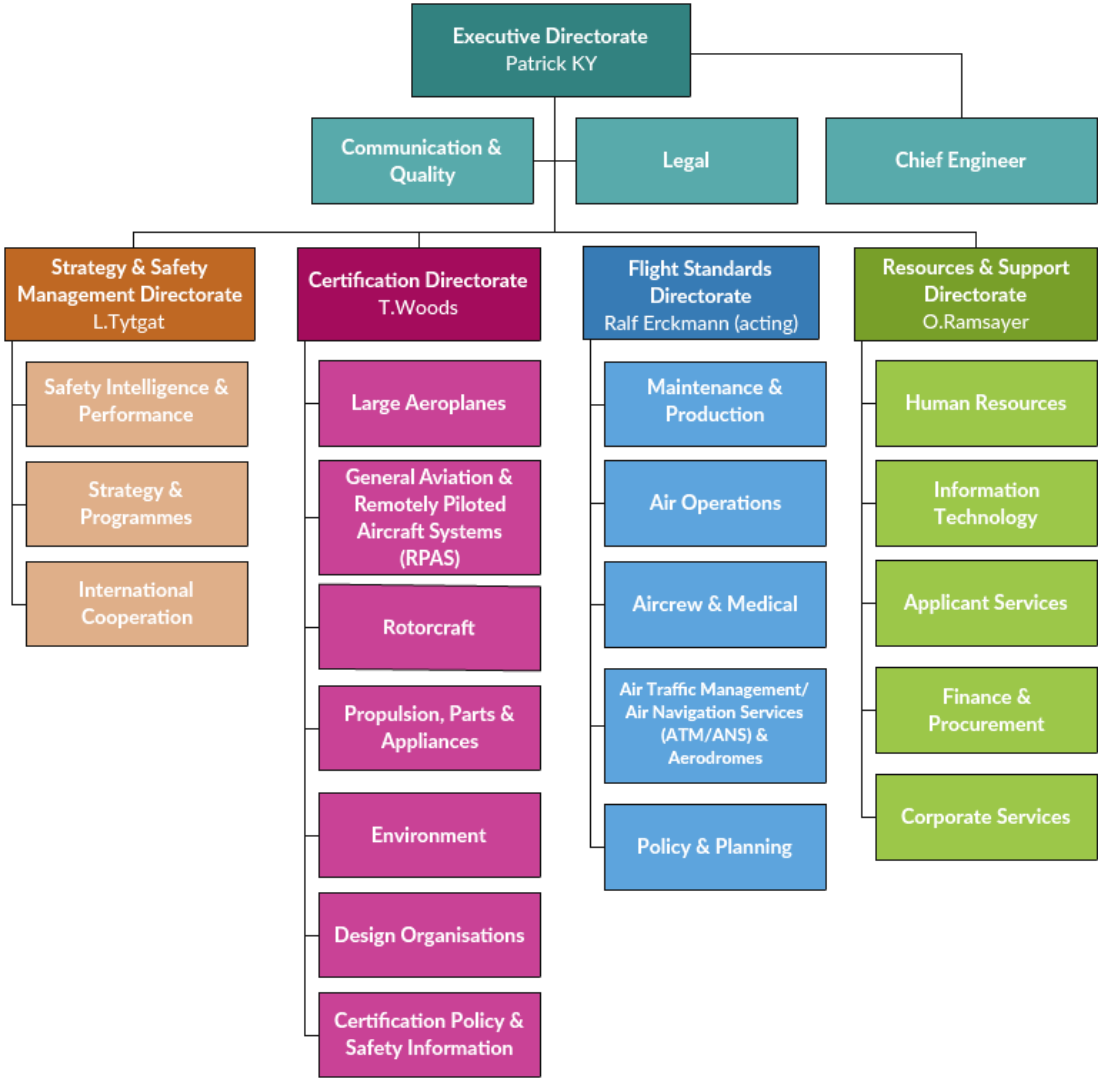 Executive Directorate
Patrick KY
Communication &
Quality
Legal
Chief Engineer
Strategy & Safety
Management Directorate
L.Tytgat
Certification Directorate
T.Woods
Flight Standards
Directorate
Ralf Erckmann (acting)
Resources & Support
Directorate
O.Ramsayer
Safety Intelligence &
Performance
Strategy &
Programmes
International
Cooperation
Large Aeroplanes
General Aviation &
Remotely Piloted
Aircraft Systems
(RPAS)
Rotorcraft
Propulsion, Parts &
Appliances
Environment
Design Organisations
Certification Policy &
Safety Information
Maintenance &
Production
Air Operations
Aircrew & Medical
Air Traffic Management/
Air Navigation Services
(ATM/ANS) &
Aerodromes
Policy & Planning
Human Resources
Information
Technology
Applicant Services
Finance &
Procurement
Corporate Services